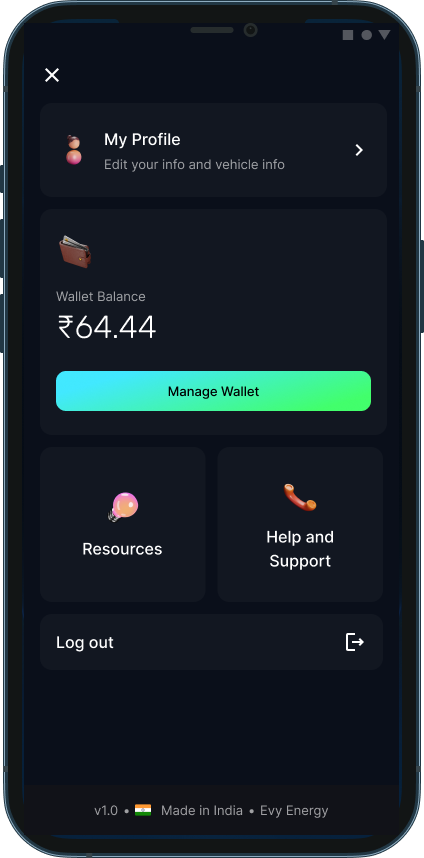 My Profile
Edit your info and vehicle info
Wallet Balance
₹64.44
Manage Wallet
Resources
Help and
Support
Log out
v1.0 • 🇮🇳 Made in India • Evy Energy